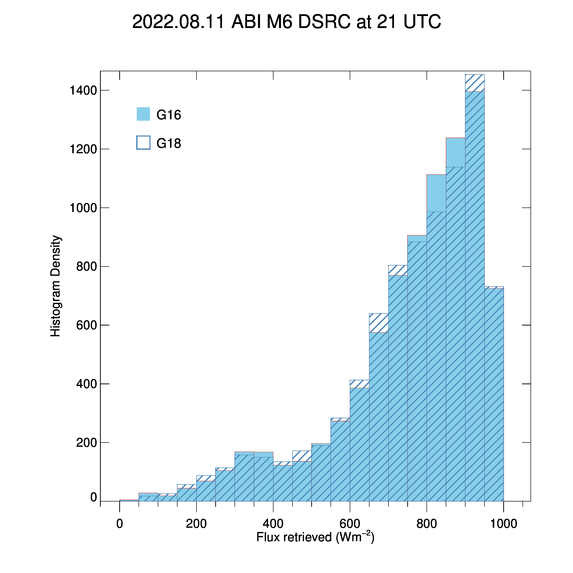 2022.08.11 ABI M6 DSRC at 21 UTC
G16
G18
1400
1200
1000
800
600
400
200
0
Histogram Density
0 200 400 600 800 1000
Flux retrieved (Wm⁻²)